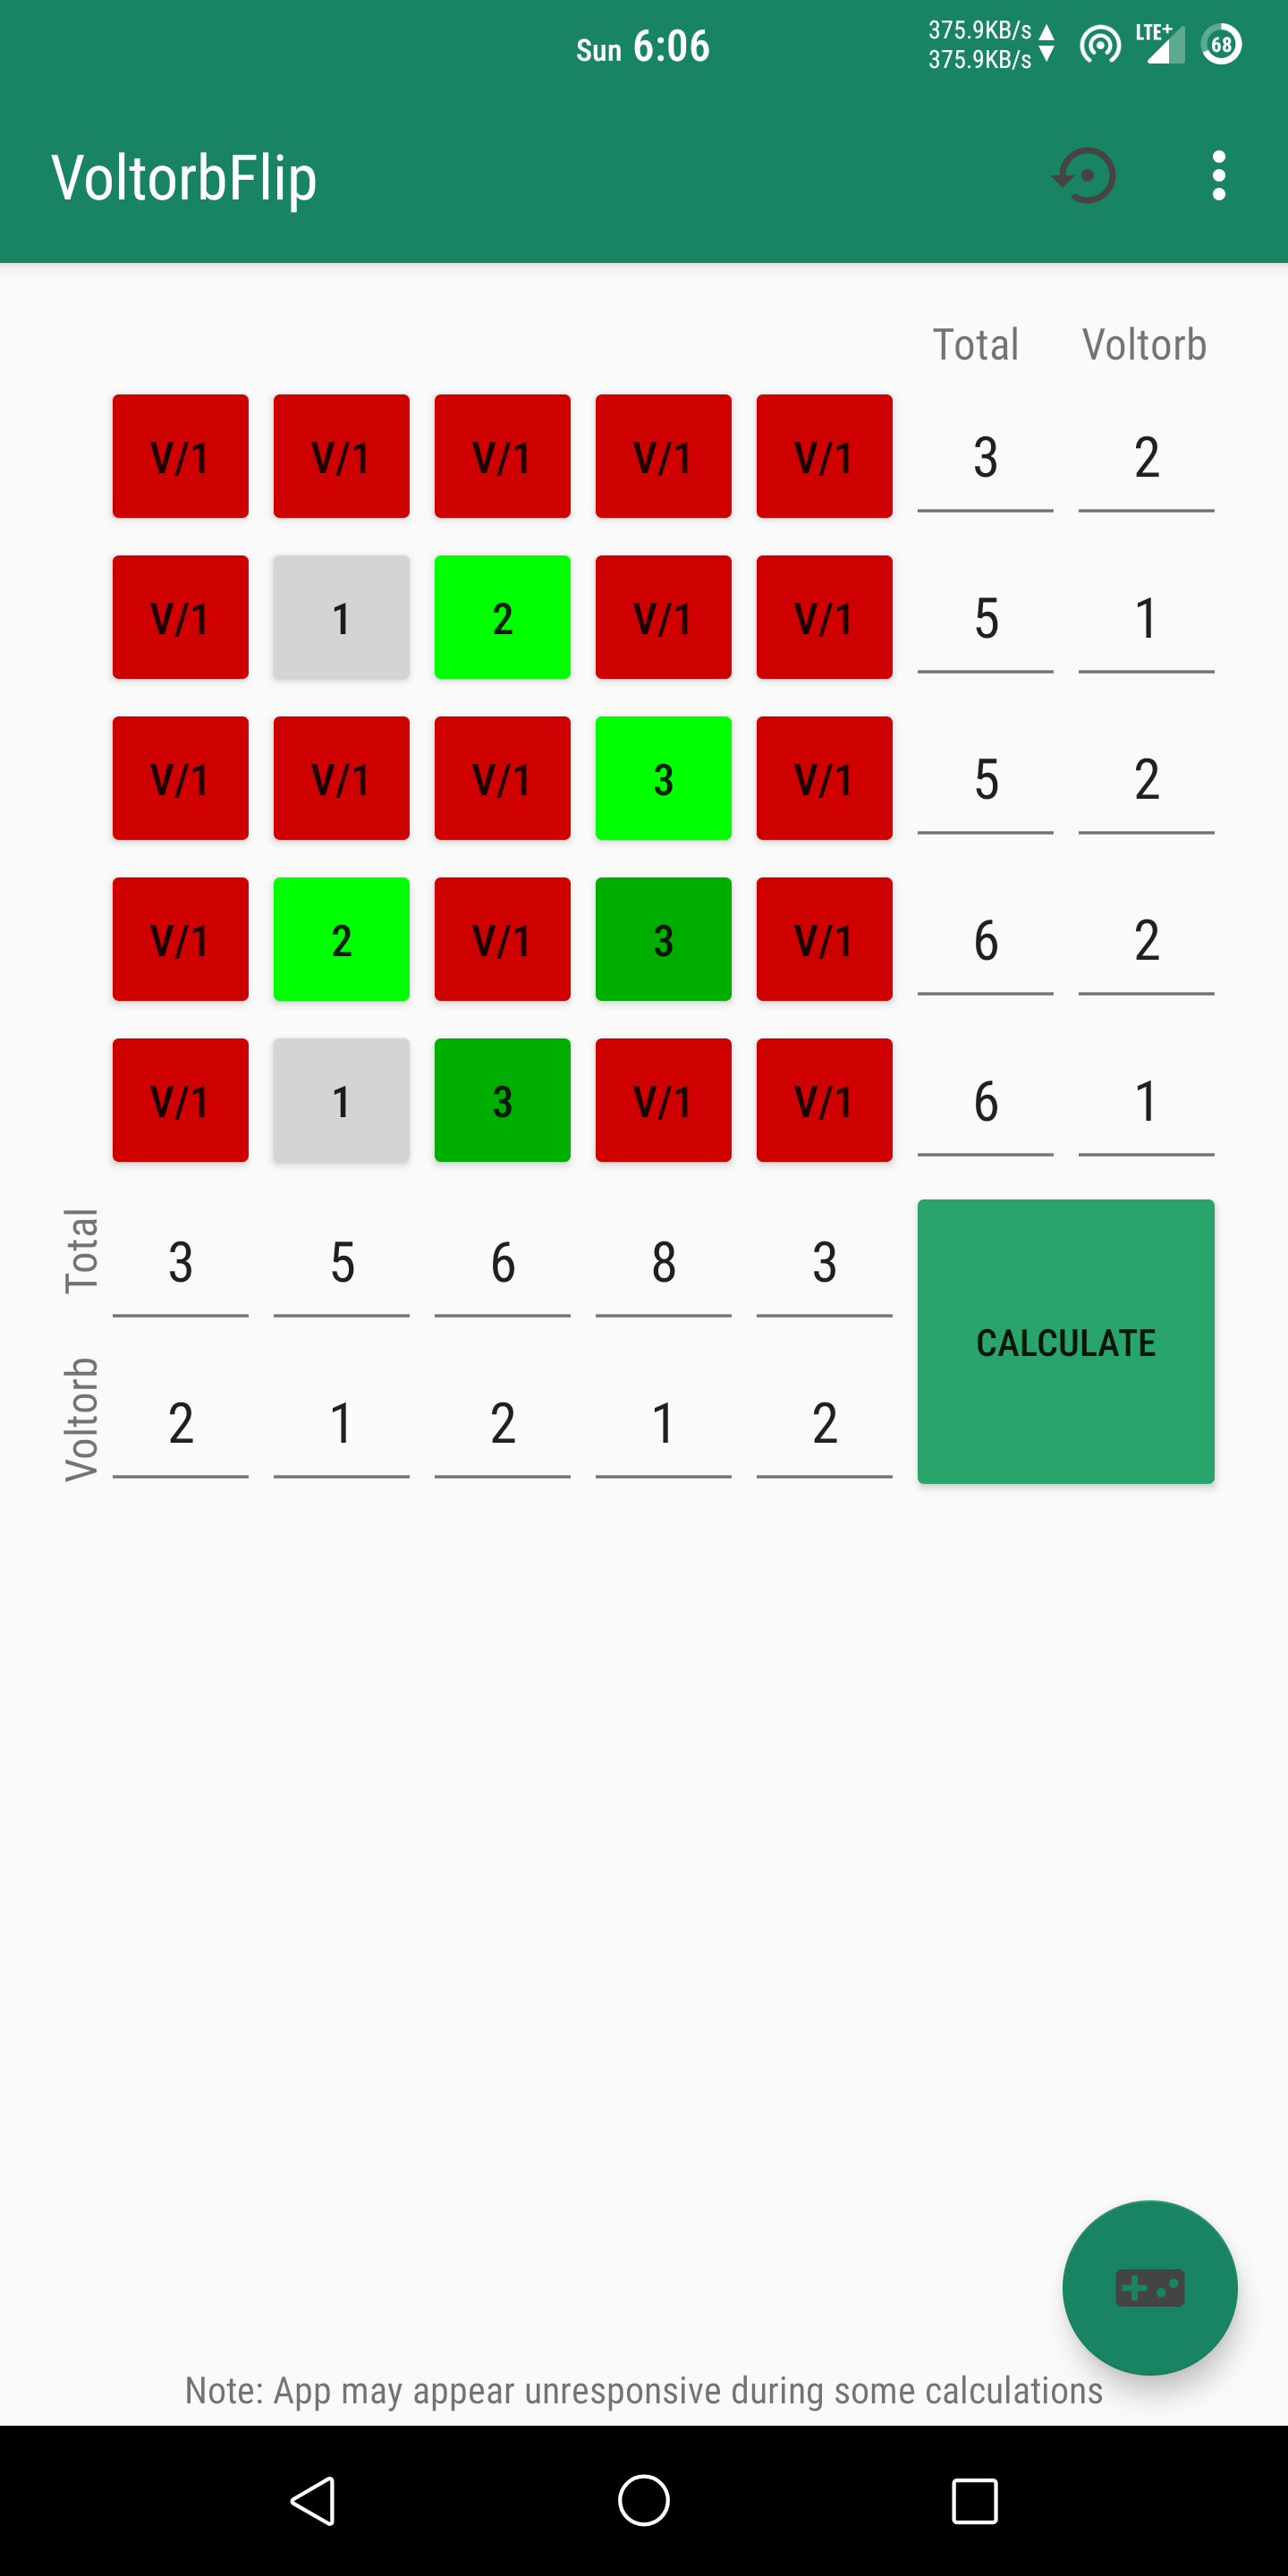 Sun 6:06
375.9KB/s
375.9KB/s
LTE+
68
VoltorbFlip
Total Voltorb
V/1 V/1 V/1 V/1 V/1 3 2
V/1 1 2 V/1 V/1 5 1
V/1 V/1 V/1 3 V/1 5 2
V/1 2 V/1 3 V/1 6 2
V/1 1 3 V/1 V/1 6 1
Total 3 5 6 8 3
CALCULATE
Voltorb 2 1 2 1 2
Note: App may appear unresponsive during some calculations